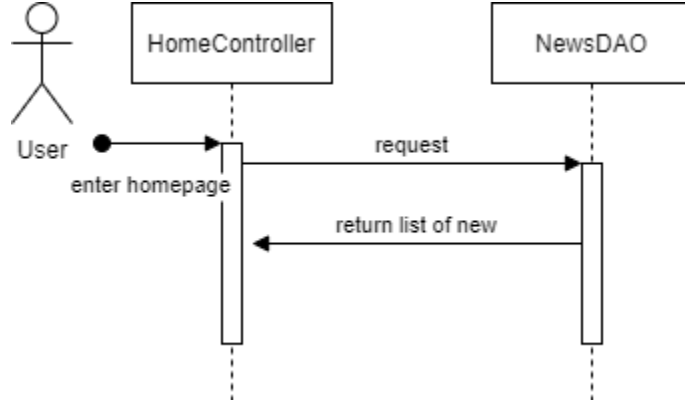 HomeController
NewsDAO
User
enter homepage
request
return list of new